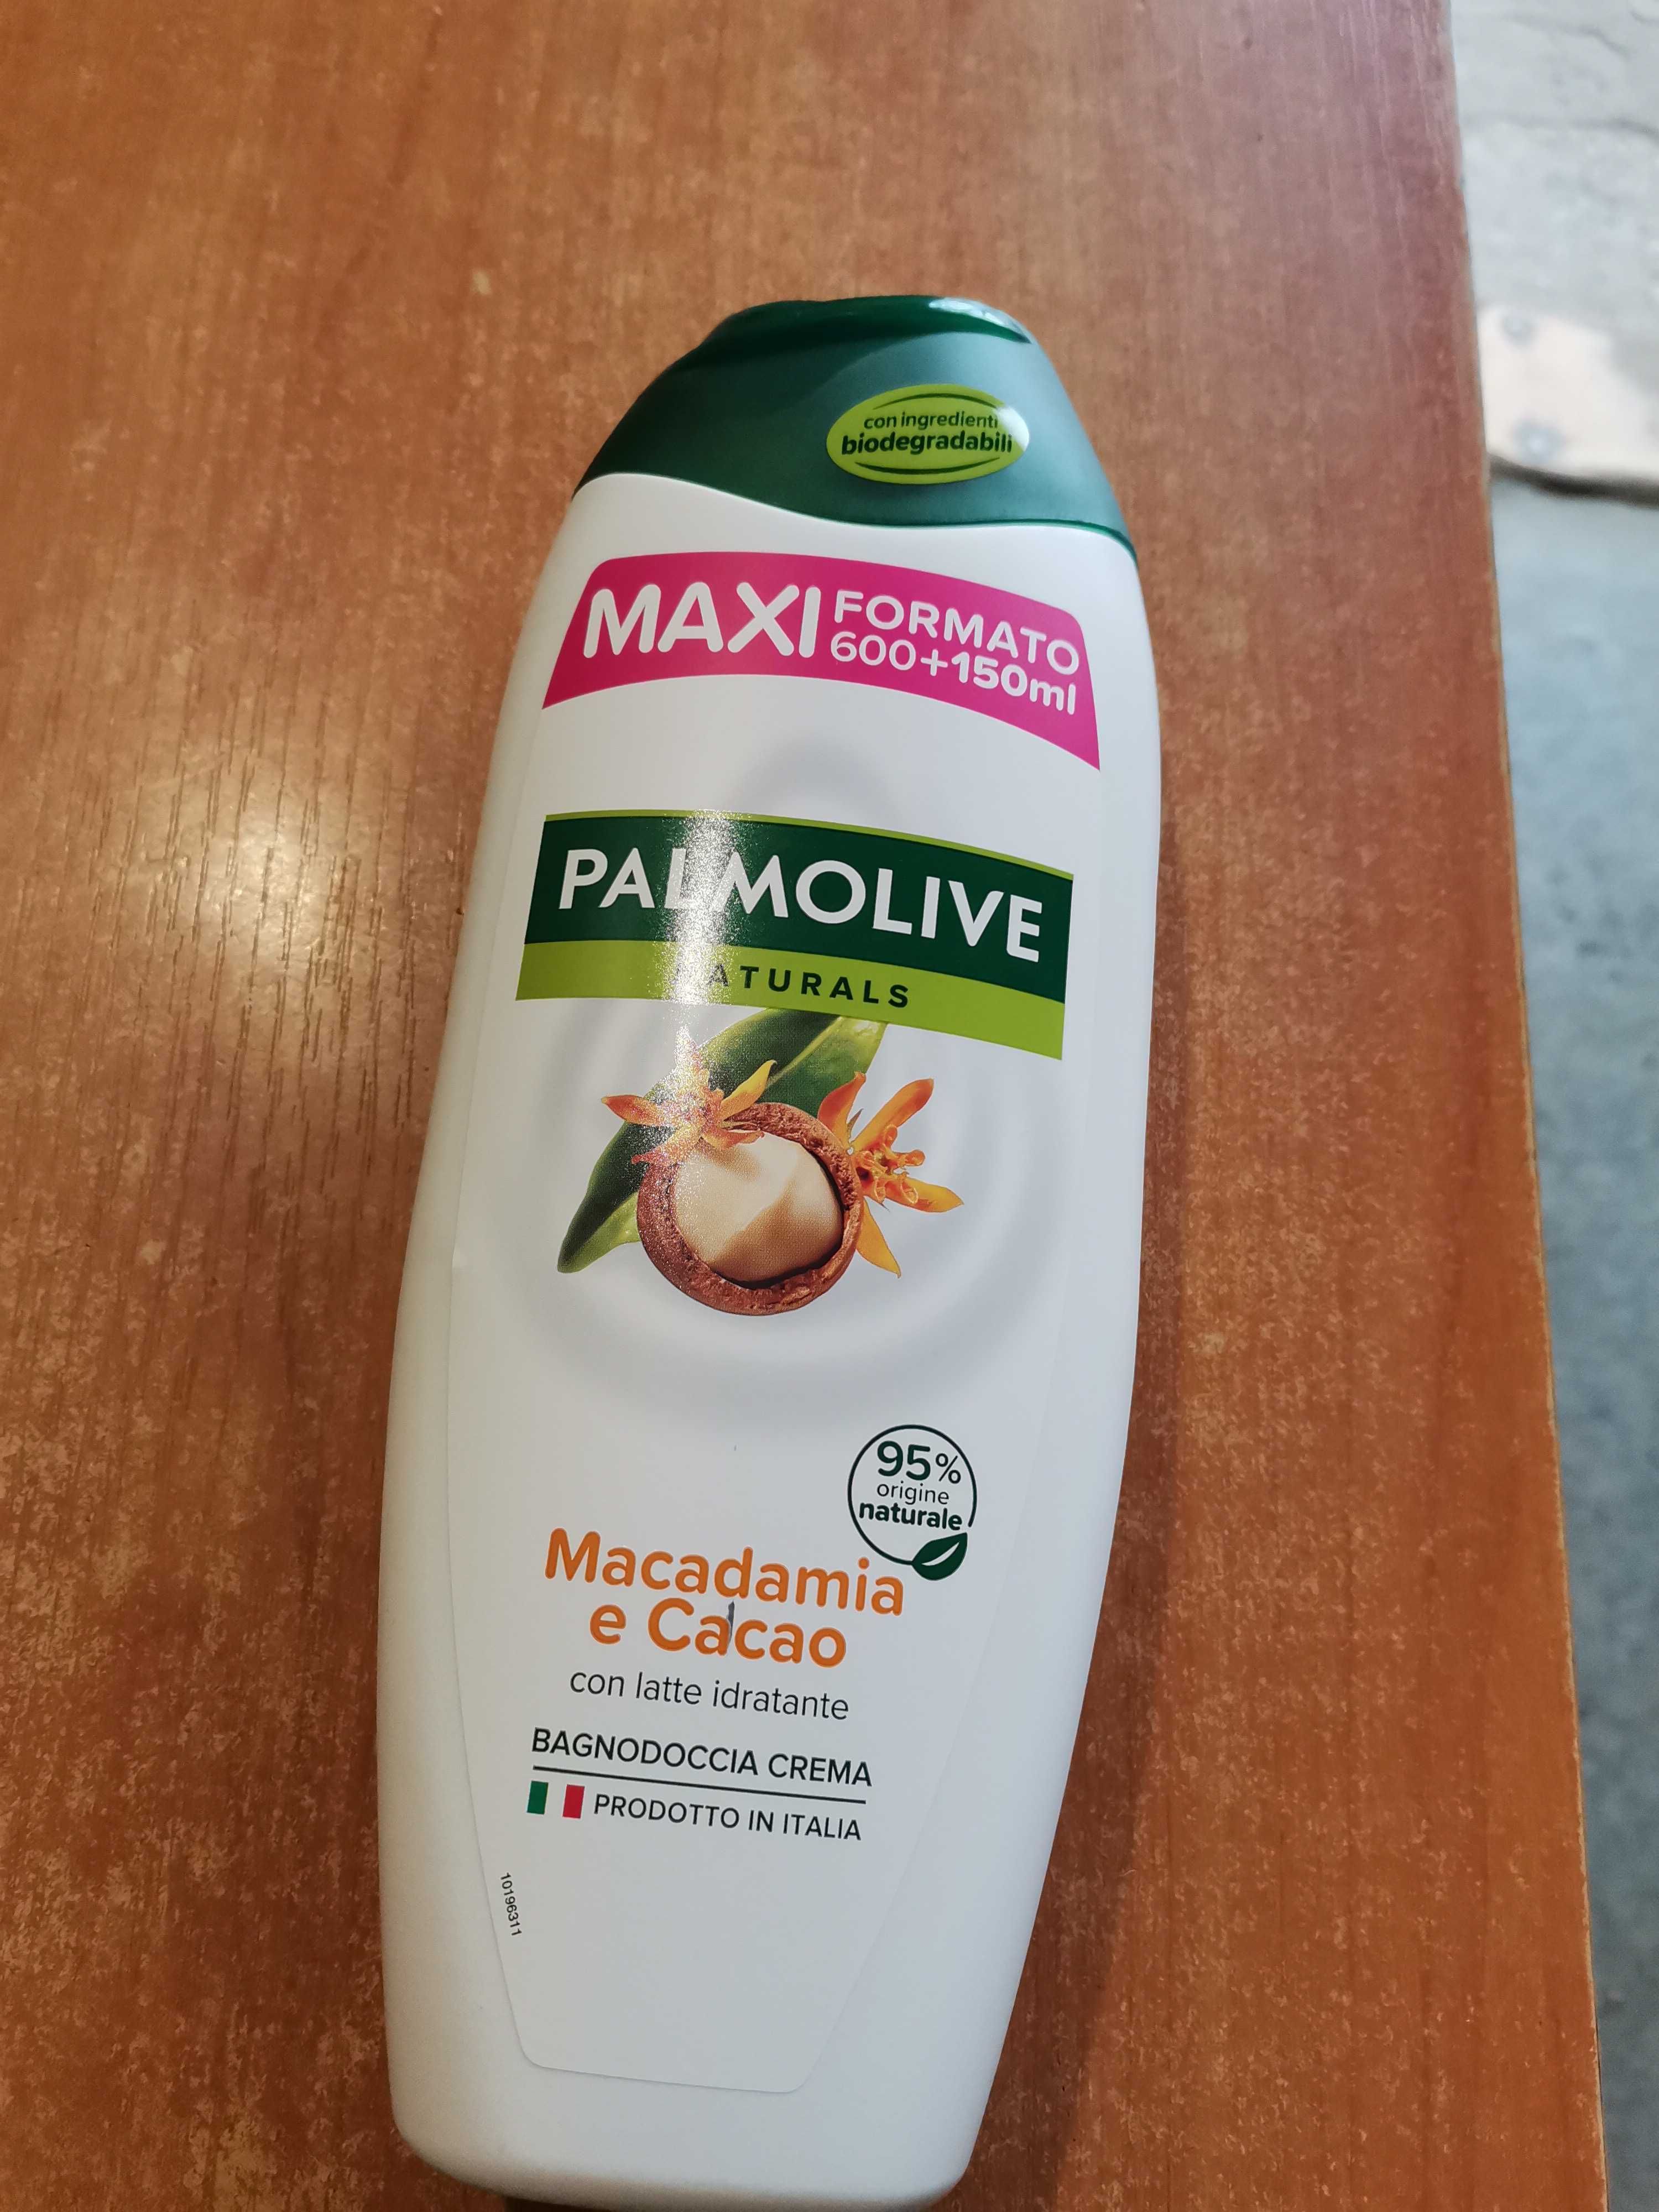 con ingredienti
biodegradabili
MAXI FORMATO
600+150ml
PALMOLIVE
NATURALS
95%
origine
naturale
Macadamia
e Cacao
con latte idratante
BAGNODOCCIA CREMA
PRODOTTO IN ITALIA
10196311